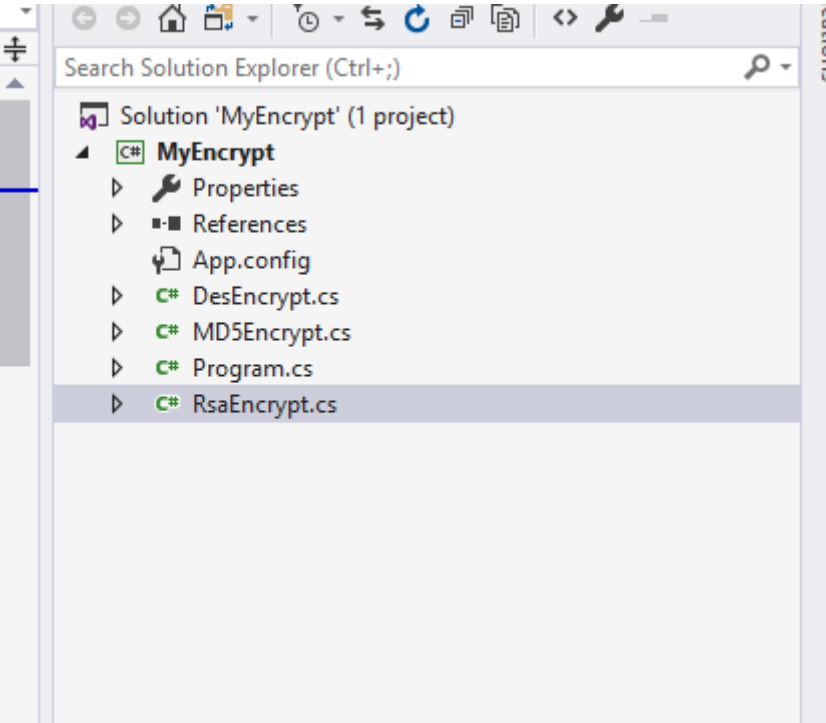 Search Solution Explorer (Ctrl+;)
Solution 'MyEncrypt' (1 project)
C# MyEncrypt
Properties
References
App.config
C# DesEncrypt.cs
C# MD5Encrypt.cs
C# Program.cs
C# RsaEncrypt.cs